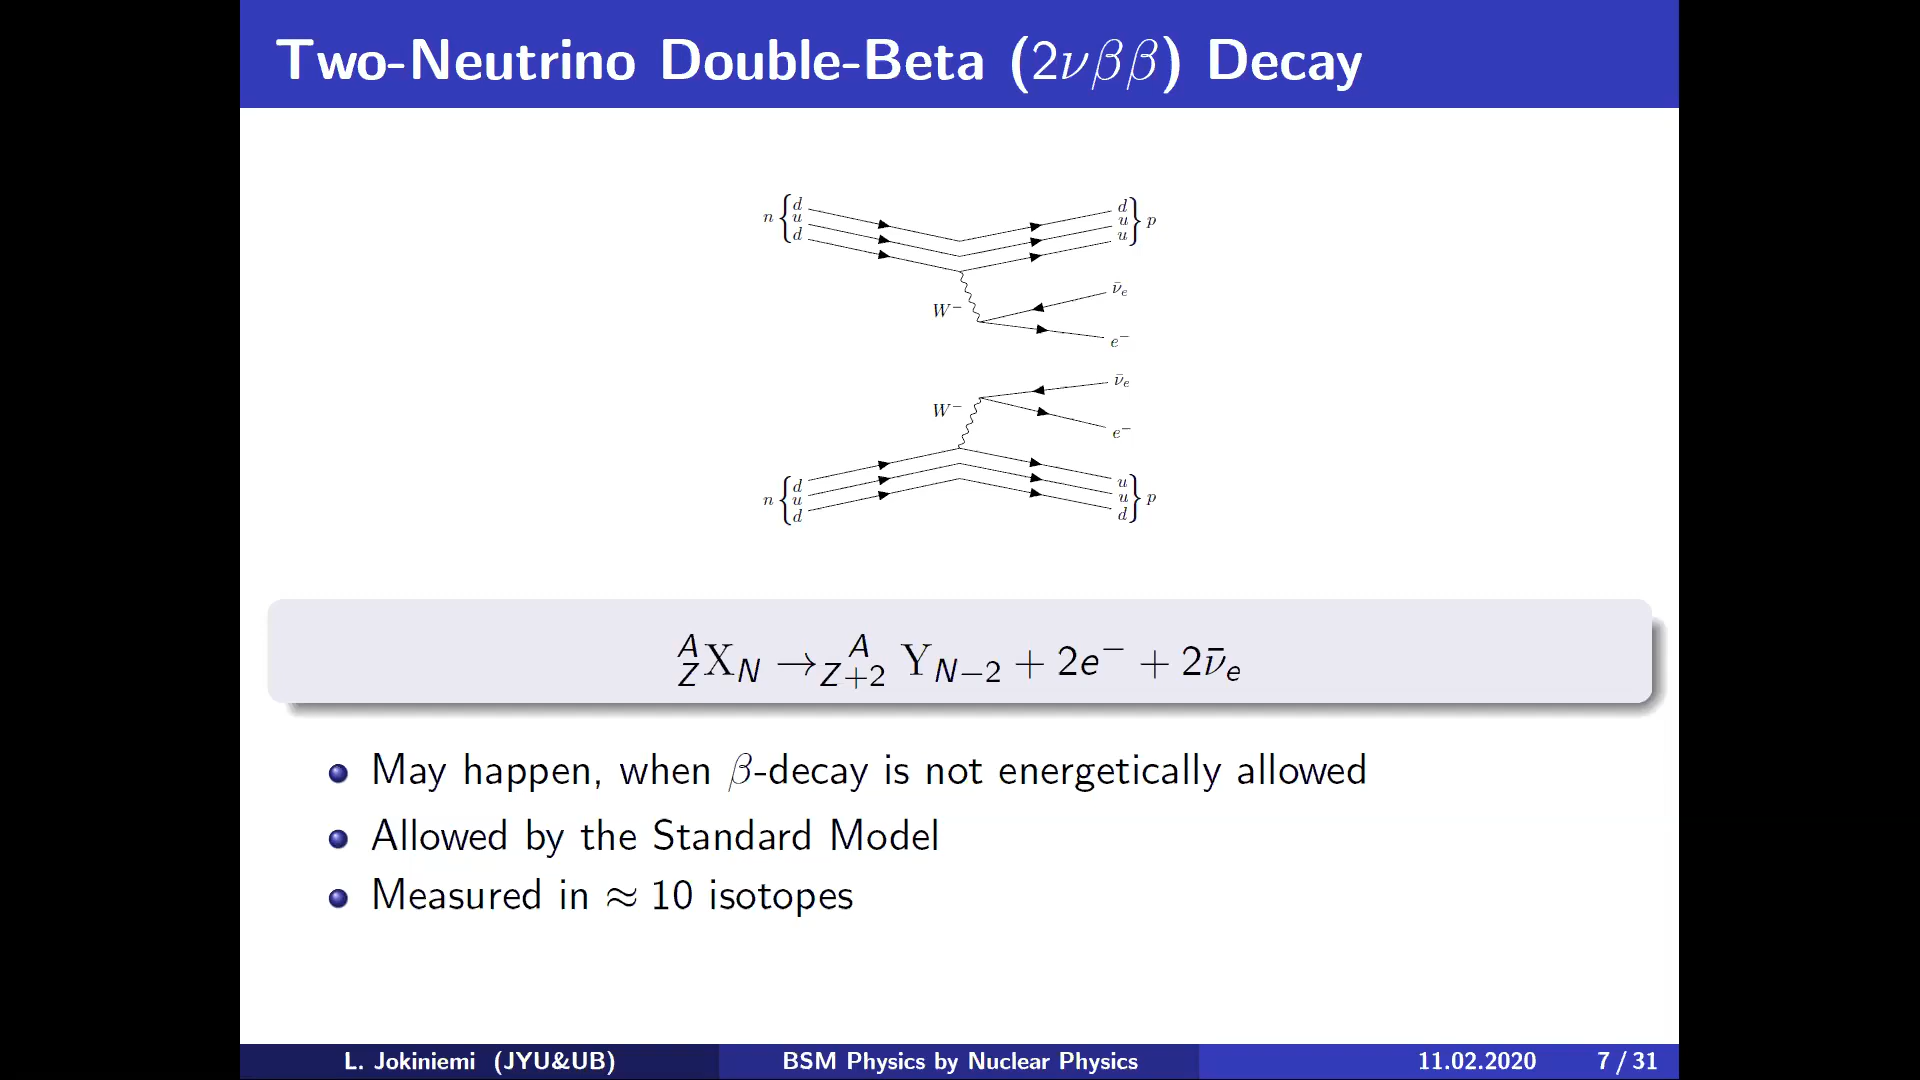 Two-Neutrino Double-Beta (2νββ) Decay
n { d u d
d u u } p
ν̄ₑ
W⁻
e⁻
ν̄ₑ
W⁻
e⁻
n { d u d
u u d } p
ᴬ_Z X_N → ᴬ_Z+2 Y_N−2 + 2e⁻ + 2ν̄ₑ
May happen, when β-decay is not energetically allowed
Allowed by the Standard Model
Measured in ≈ 10 isotopes
L. Jokiniemi (JYU&UB)
BSM Physics by Nuclear Physics
11.02.2020
7 / 31